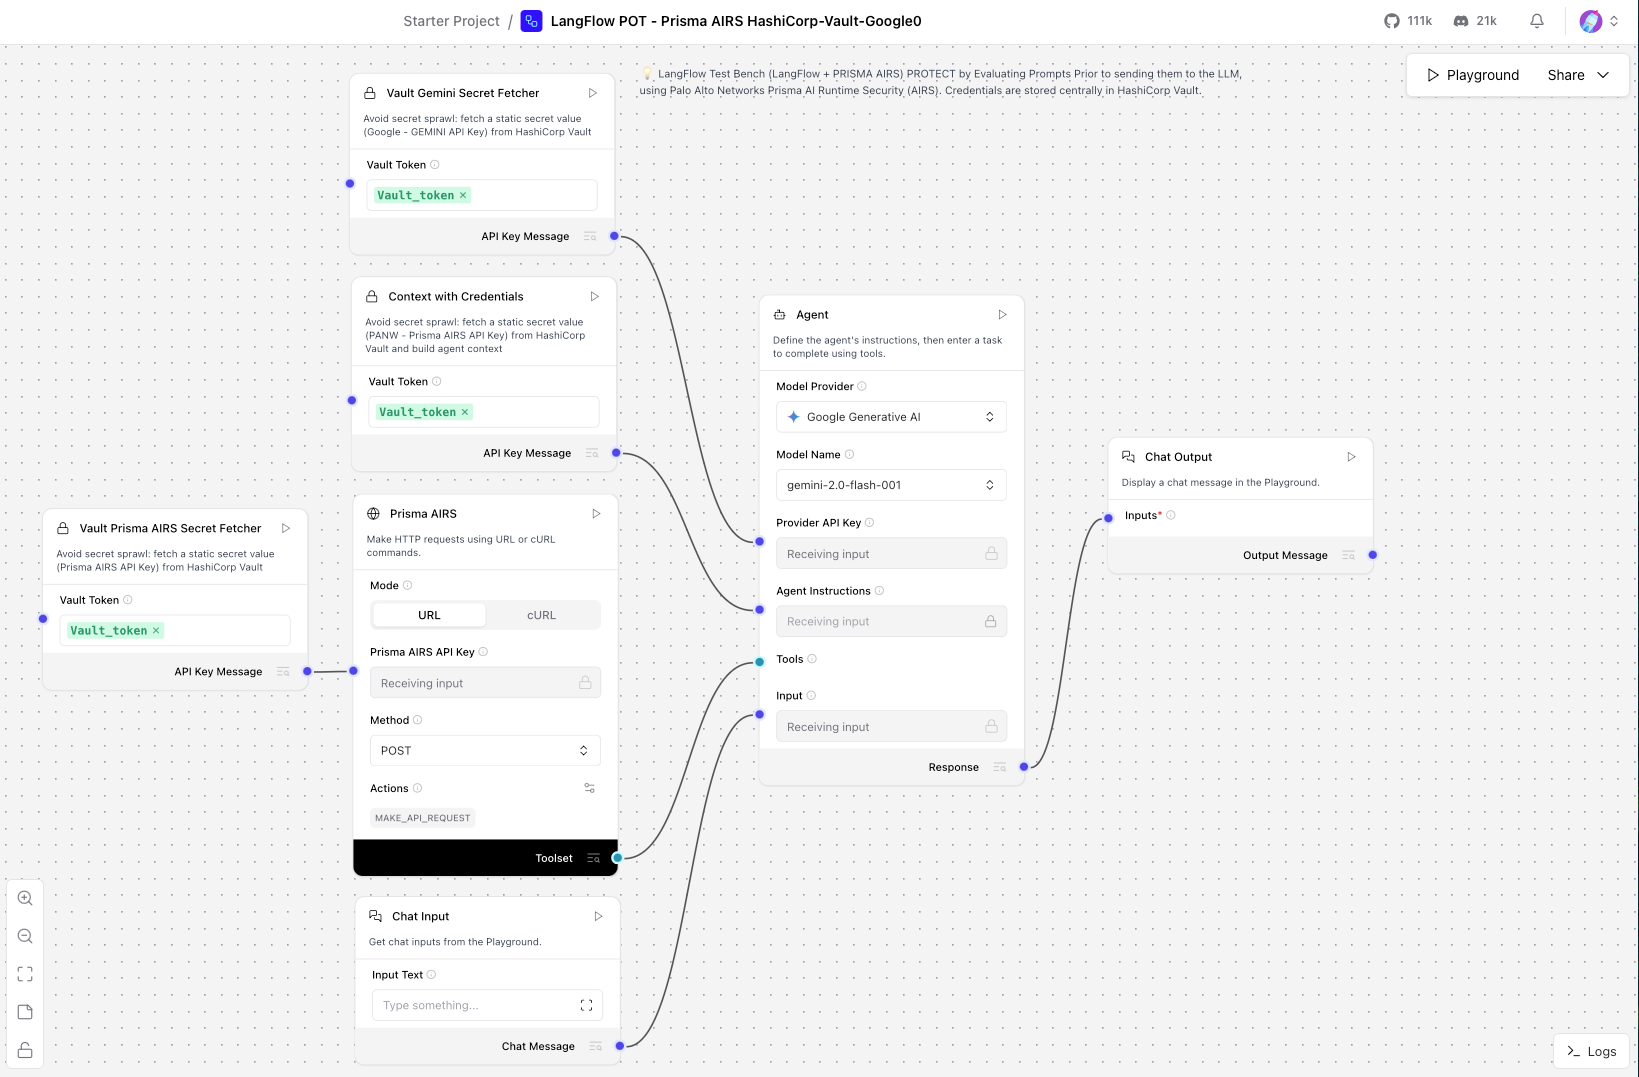 Starter Project / LangFlow POT - Prisma AIRS HashiCorp-Vault-Google0
111k
21k
💡 LangFlow Test Bench (LangFlow + PRISMA AIRS) PROTECT by Evaluating Prompts Prior to sending them to the LLM,
using Palo Alto Networks Prisma AI Runtime Security (AIRS). Credentials are stored centrally in HashiCorp Vault.
Playground
Share
Vault Gemini Secret Fetcher
Avoid secret sprawl: fetch a static secret value
(Google - GEMINI API Key) from HashiCorp Vault
Vault Token
Vault_token ×
API Key Message
Context with Credentials
Avoid secret sprawl: fetch a static secret value
(PANW - Prisma AIRS API Key) from HashiCorp
Vault and build agent context
Vault Token
Vault_token ×
API Key Message
Vault Prisma AIRS Secret Fetcher
Avoid secret sprawl: fetch a static secret value
(Prisma AIRS API Key) from HashiCorp Vault
Vault Token
Vault_token ×
API Key Message
Prisma AIRS
Make HTTP requests using URL or cURL
commands.
Mode
URL
cURL
Prisma AIRS API Key
Receiving input
Method
POST
Actions
MAKE_API_REQUEST
Toolset
Chat Input
Get chat inputs from the Playground.
Input Text
Type something...
Chat Message
Agent
Define the agent's instructions, then enter a task
to complete using tools.
Model Provider
Google Generative AI
Model Name
gemini-2.0-flash-001
Provider API Key
Receiving input
Agent Instructions
Receiving input
Tools
Input
Receiving input
Response
Chat Output
Display a chat message in the Playground.
Inputs*
Output Message
Logs